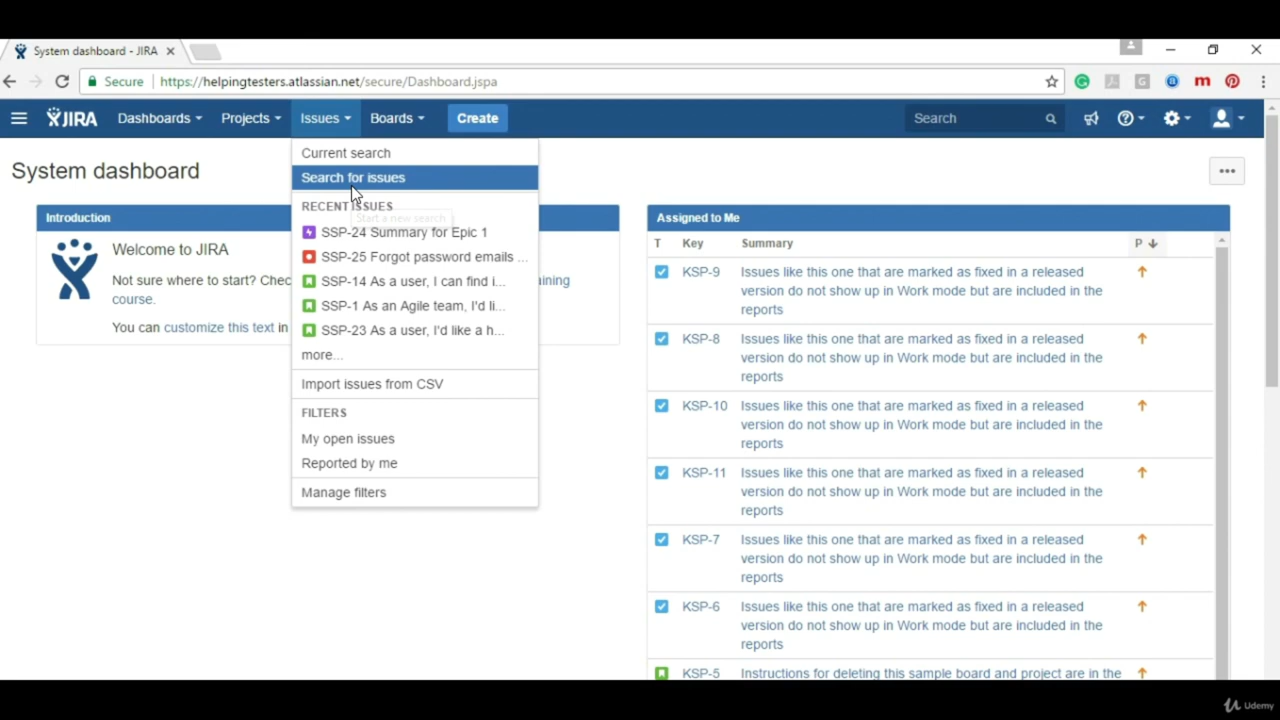 System dashboard - JIRA
Secure https://helpingtesters.atlassian.net/secure/Dashboard.jspa
JIRA Dashboards Projects Issues Boards Create Search
System dashboard
Current search
Search for issues
RECENT ISSUES
Start a new search
SSP-24 Summary for Epic 1
SSP-25 Forgot password emails ...
SSP-14 As a user, I can find i...
SSP-1 As an Agile team, I'd li...
SSP-23 As a user, I'd like a h...
more...
Import issues from CSV
FILTERS
My open issues
Reported by me
Manage filters
Introduction
Welcome to JIRA
Not sure where to start? Chec
aining
course.
You can customize this text in
Assigned to Me
T Key Summary P
KSP-9 Issues like this one that are marked as fixed in a released
version do not show up in Work mode but are included in the
reports
KSP-8 Issues like this one that are marked as fixed in a released
version do not show up in Work mode but are included in the
reports
KSP-10 Issues like this one that are marked as fixed in a released
version do not show up in Work mode but are included in the
reports
KSP-11 Issues like this one that are marked as fixed in a released
version do not show up in Work mode but are included in the
reports
KSP-7 Issues like this one that are marked as fixed in a released
version do not show up in Work mode but are included in the
reports
KSP-6 Issues like this one that are marked as fixed in a released
version do not show up in Work mode but are included in the
reports
KSP-5 Instructions for deleting this sample board and project are in the
Udemy